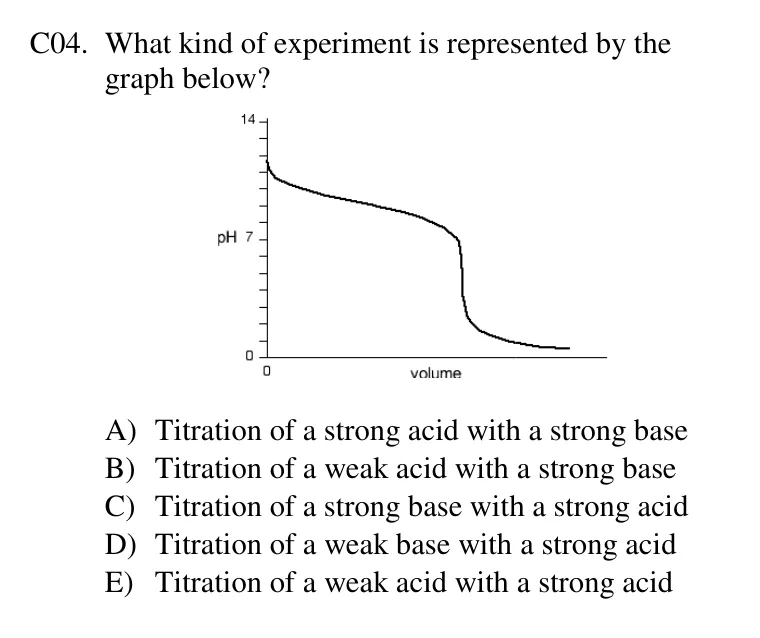 C04. What kind of experiment is represented by the
graph below?
14
pH 7
0
0
volume
A) Titration of a strong acid with a strong base
B) Titration of a weak acid with a strong base
C) Titration of a strong base with a strong acid
D) Titration of a weak base with a strong acid
E) Titration of a weak acid with a strong acid